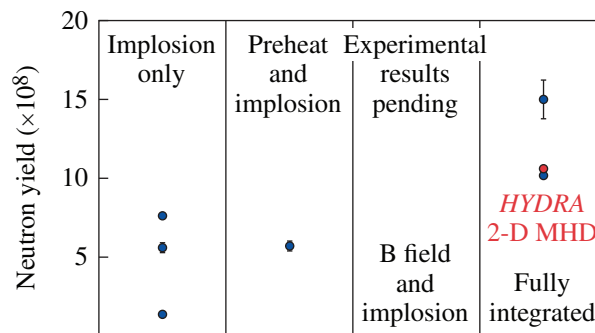 Neutron yield (×10⁸)
20
15
10
5
Implosion
only
Preheat
and
implosion
Experimental
results
pending
B field
and
implosion
HYDRA
2-D MHD
Fully
integrated